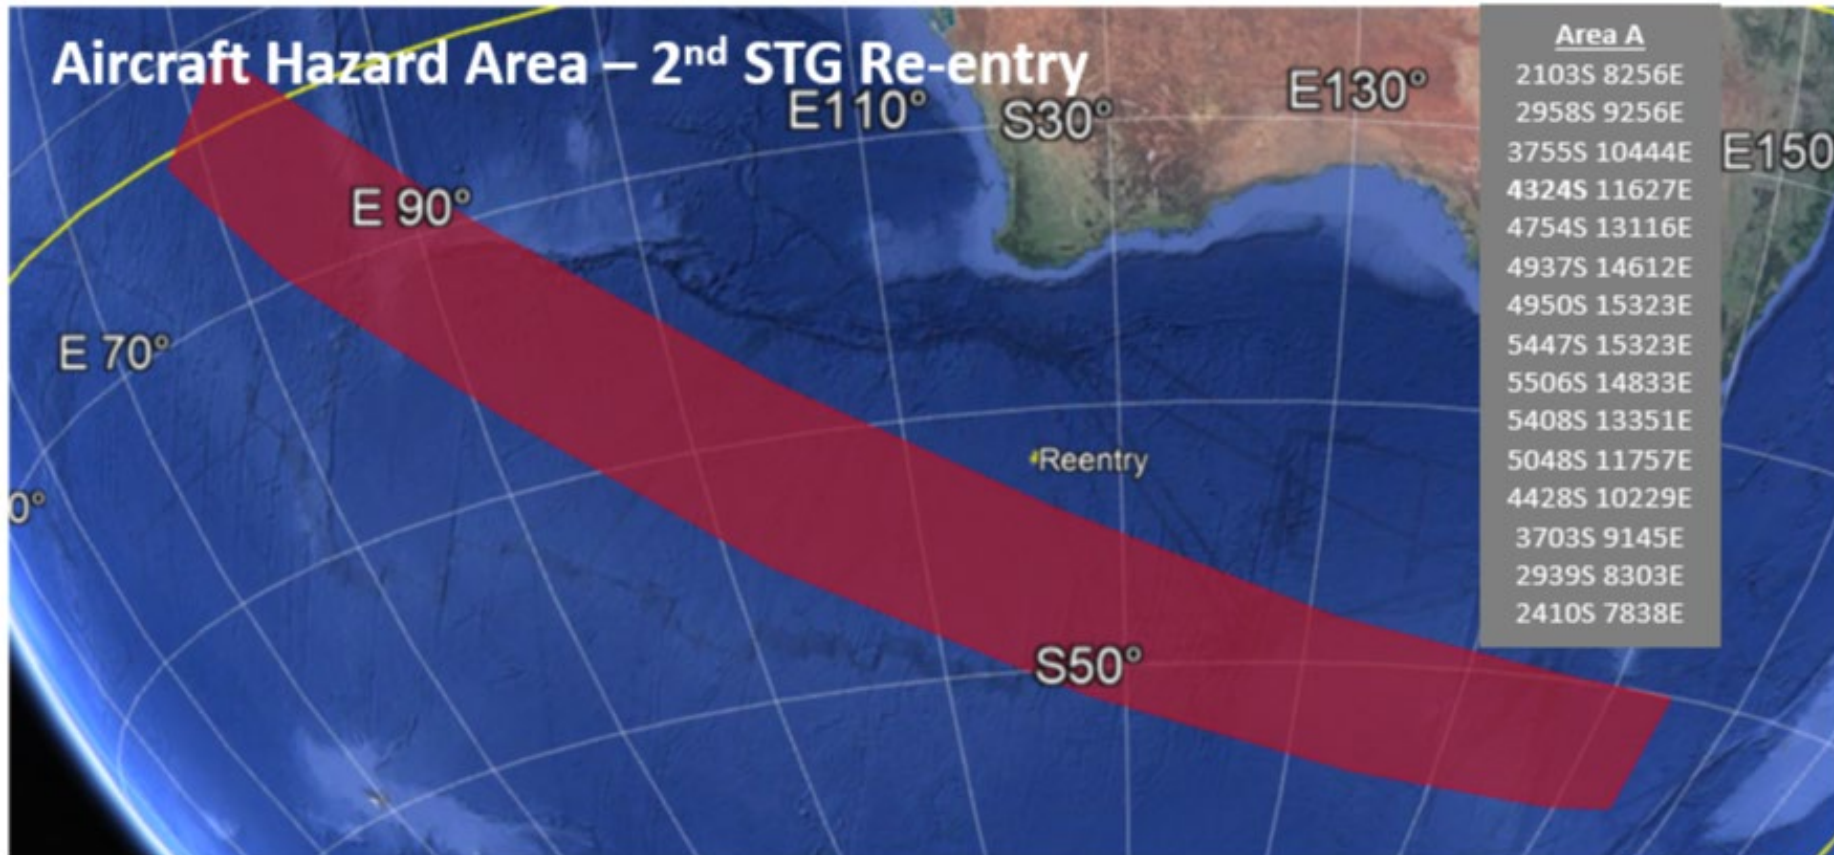 Aircraft Hazard Area – 2nd STG Re-entry
E110°
S30°
E130°
E150
E 90°
E 70°
0°
Reentry
S50°
Area A
2103S 8256E
2958S 9256E
3755S 10444E
4324S 11627E
4754S 13116E
4937S 14612E
4950S 15323E
5447S 15323E
5506S 14833E
5408S 13351E
5048S 11757E
4428S 10229E
3703S 9145E
2939S 8303E
2410S 7838E